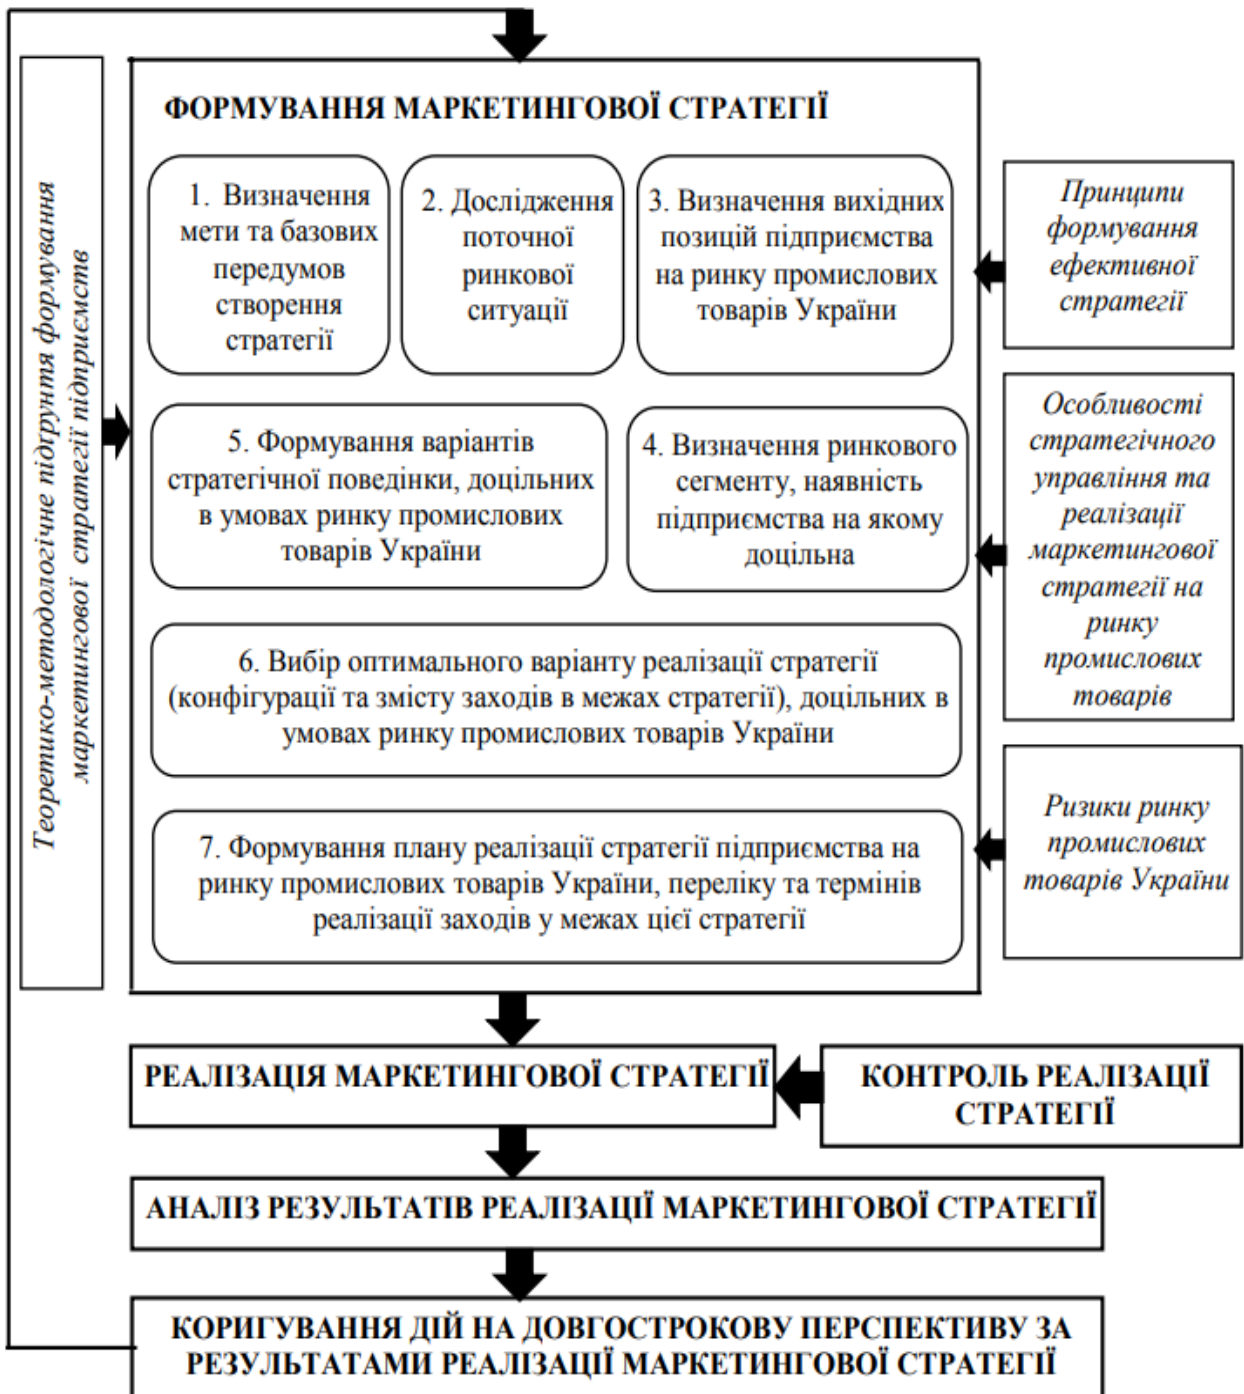 ФОРМУВАННЯ МАРКЕТИНГОВОЇ СТРАТЕГІЇ
Теоретико-методологічне підґрунтя формування
маркетингової стратегії підприємств
1. Визначення
мети та базових
передумов
створення
стратегії
2. Дослідження
поточної
ринкової
ситуації
3. Визначення вихідних
позицій підприємства
на ринку промислових
товарів України
Принципи
формування
ефективної
стратегії
5. Формування варіантів
стратегічної поведінки, доцільних
в умовах ринку промислових
товарів України
4. Визначення ринкового
сегменту, наявність
підприємства на якому
доцільна
Особливості
стратегічного
управління та
реалізації
маркетингової
стратегії на
ринку
промислових
товарів
6. Вибір оптимального варіанту реалізації стратегії
(конфігурації та змісту заходів в межах стратегії), доцільних в
умовах ринку промислових товарів України
7. Формування плану реалізації стратегії підприємства на
ринку промислових товарів України, переліку та термінів
реалізації заходів у межах цієї стратегії
Ризики ринку
промислових
товарів України
РЕАЛІЗАЦІЯ МАРКЕТИНГОВОЇ СТРАТЕГІЇ
КОНТРОЛЬ РЕАЛІЗАЦІЇ
СТРАТЕГІЇ
АНАЛІЗ РЕЗУЛЬТАТІВ РЕАЛІЗАЦІЇ МАРКЕТИНГОВОЇ СТРАТЕГІЇ
КОРИГУВАННЯ ДІЙ НА ДОВГОСТРОКОВУ ПЕРСПЕКТИВУ ЗА
РЕЗУЛЬТАТАМИ РЕАЛІЗАЦІЇ МАРКЕТИНГОВОЇ СТРАТЕГІЇ